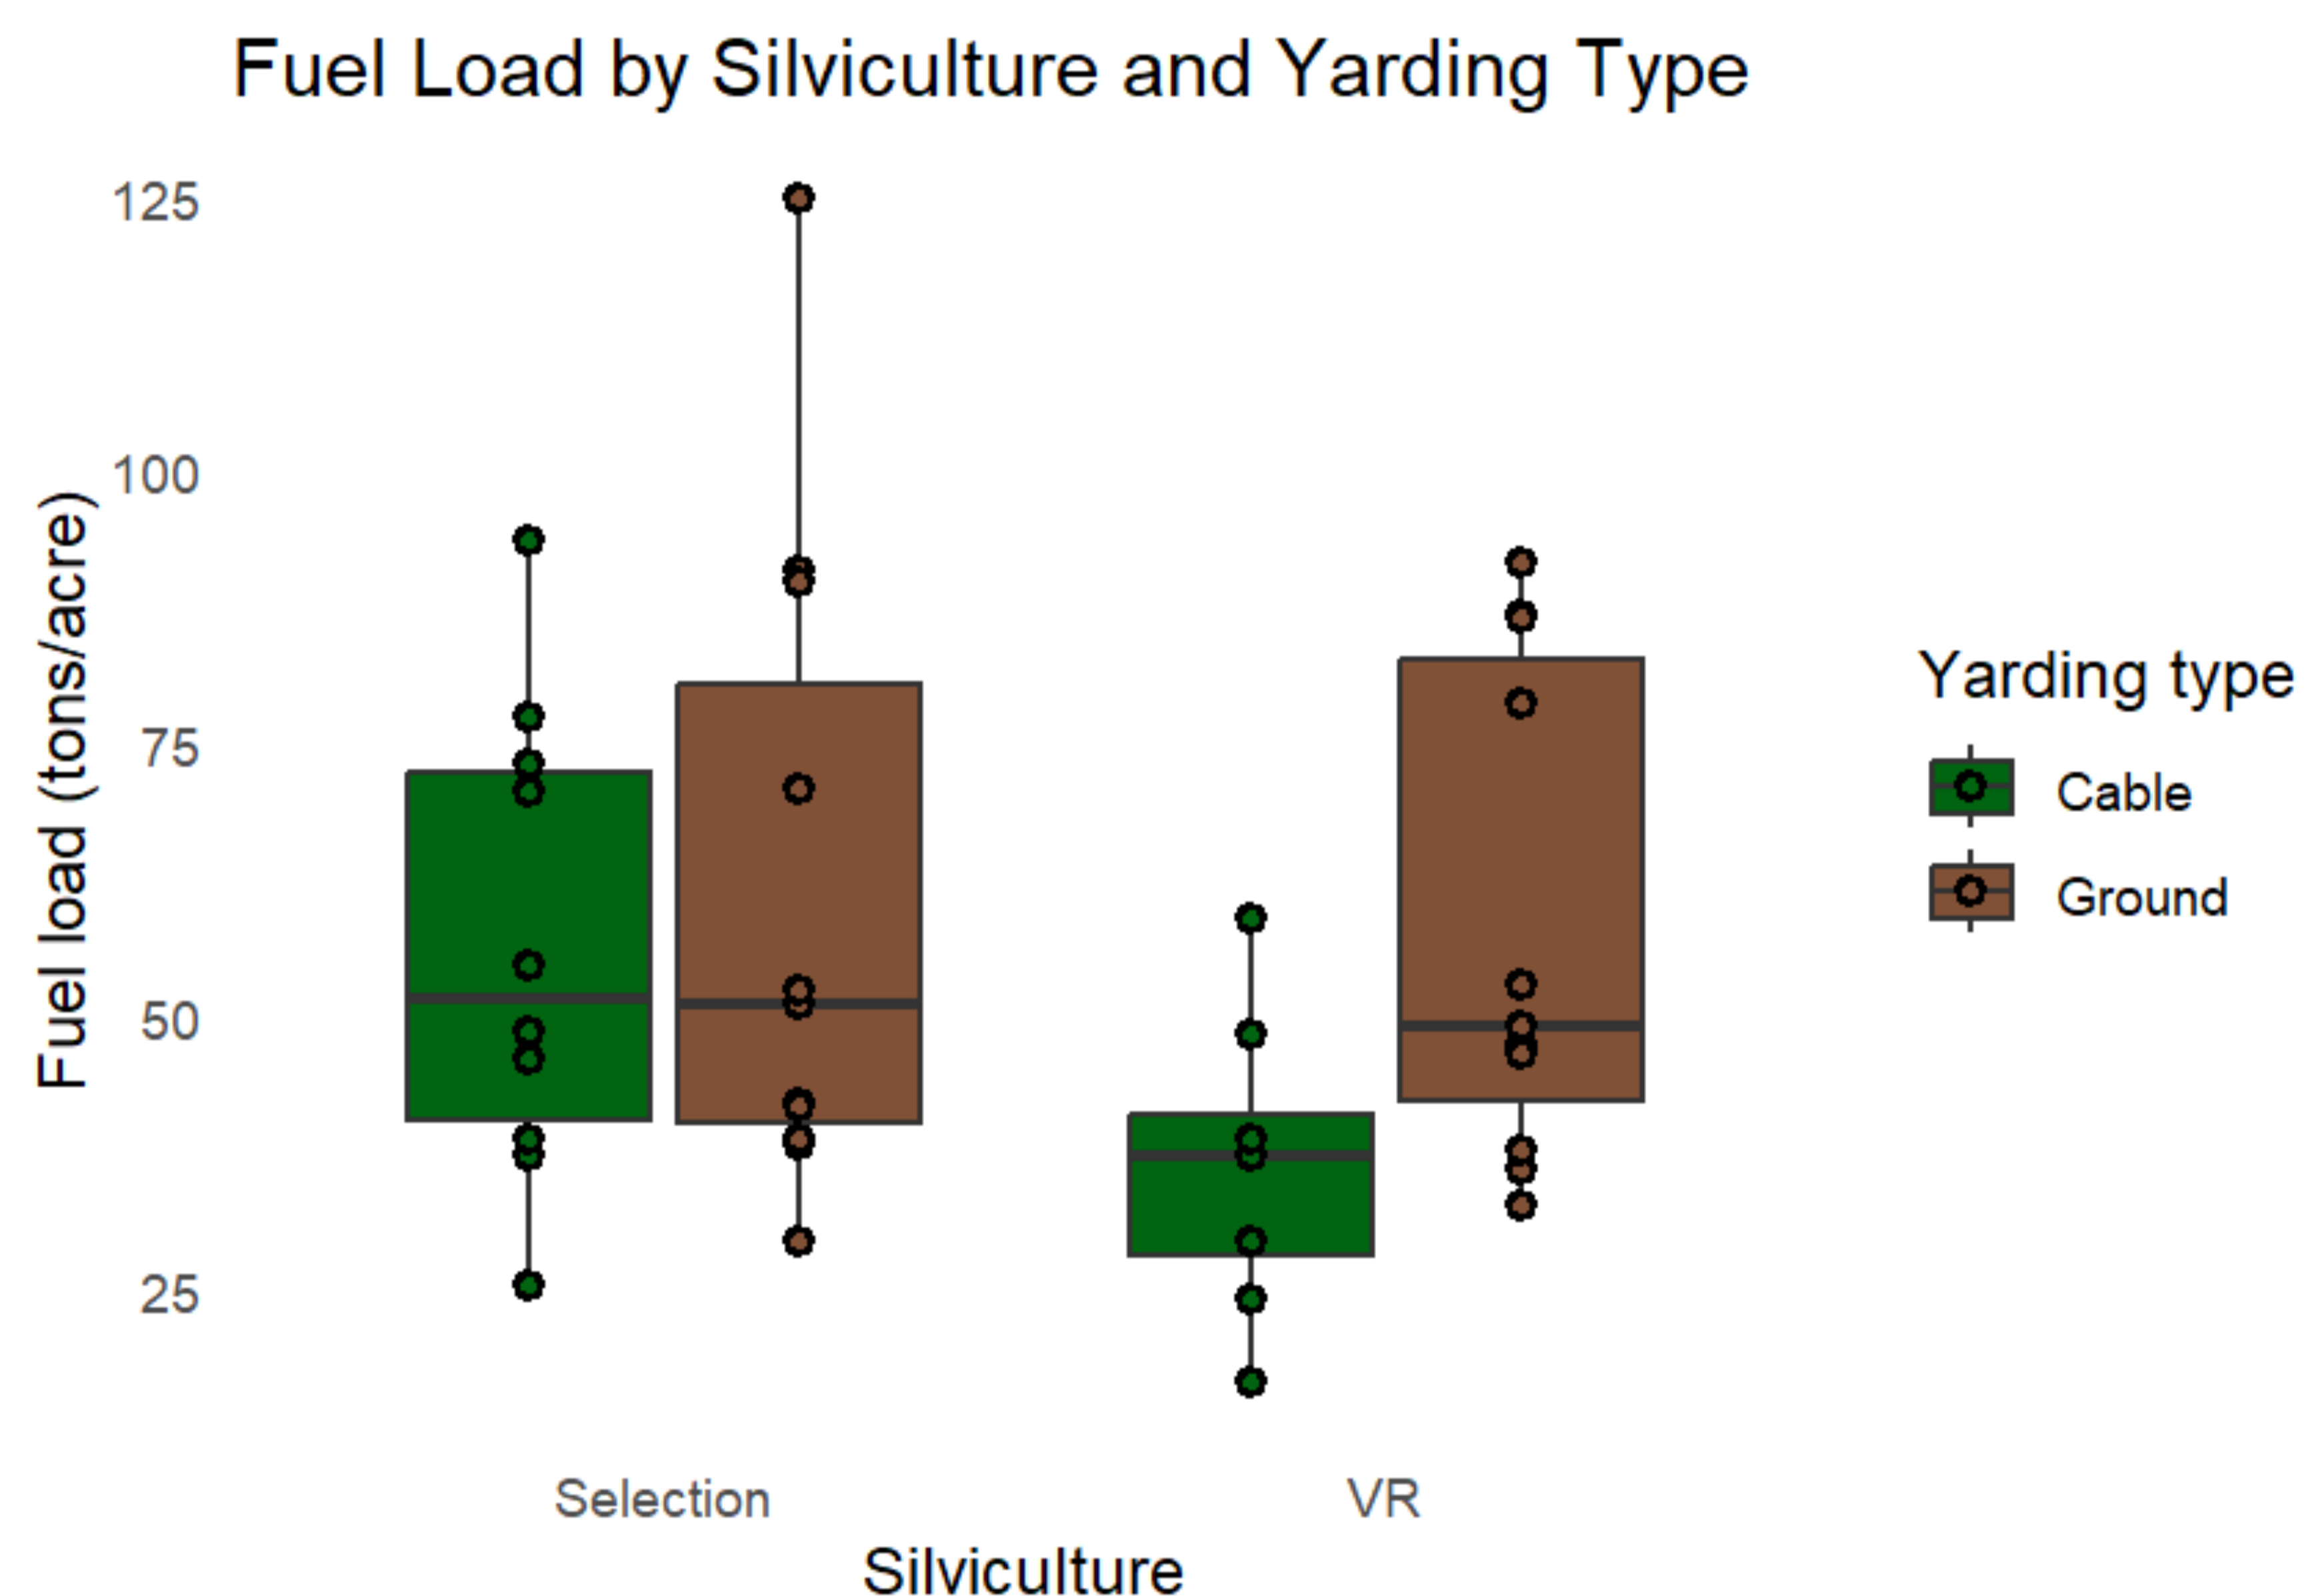 Fuel Load by Silviculture and Yarding Type
Fuel load (tons/acre)
125
100
75
50
25
Selection
VR
Silviculture
Yarding type
Cable
Ground